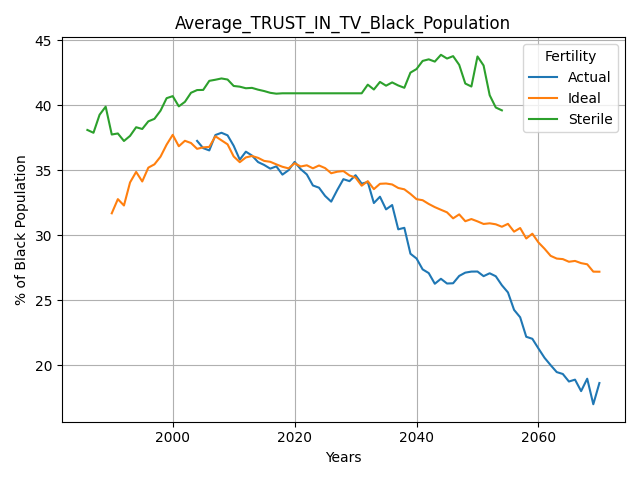 Average_TRUST_IN_TV_Black_Population
45
40
35
30
25
20
% of Black Population
Fertility
Actual
Ideal
Sterile
2000 2020 2040 2060
Years